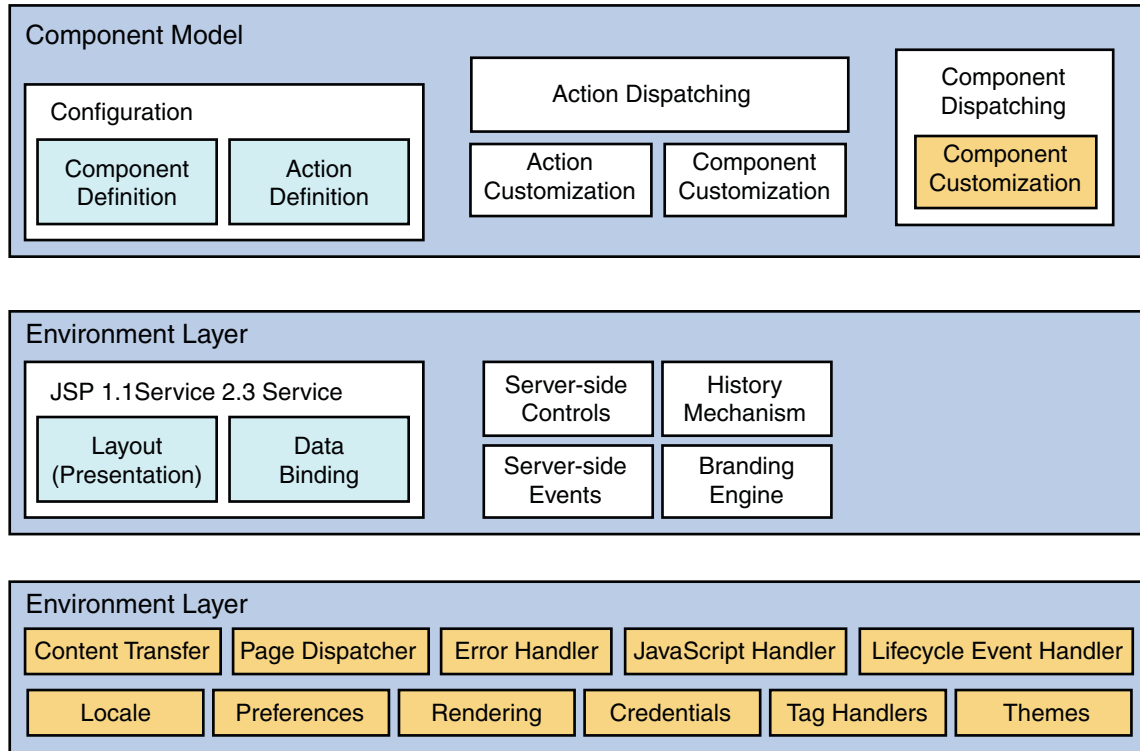 Component Model
Configuration
Component
Definition
Action
Definition
Action Dispatching
Action
Customization
Component
Customization
Component
Dispatching
Component
Customization
Environment Layer
JSP 1.1Service 2.3 Service
Layout
(Presentation)
Data
Binding
Server-side
Controls
History
Mechanism
Server-side
Events
Branding
Engine
Environment Layer
Content Transfer
Page Dispatcher
Error Handler
JavaScript Handler
Lifecycle Event Handler
Locale
Preferences
Rendering
Credentials
Tag Handlers
Themes